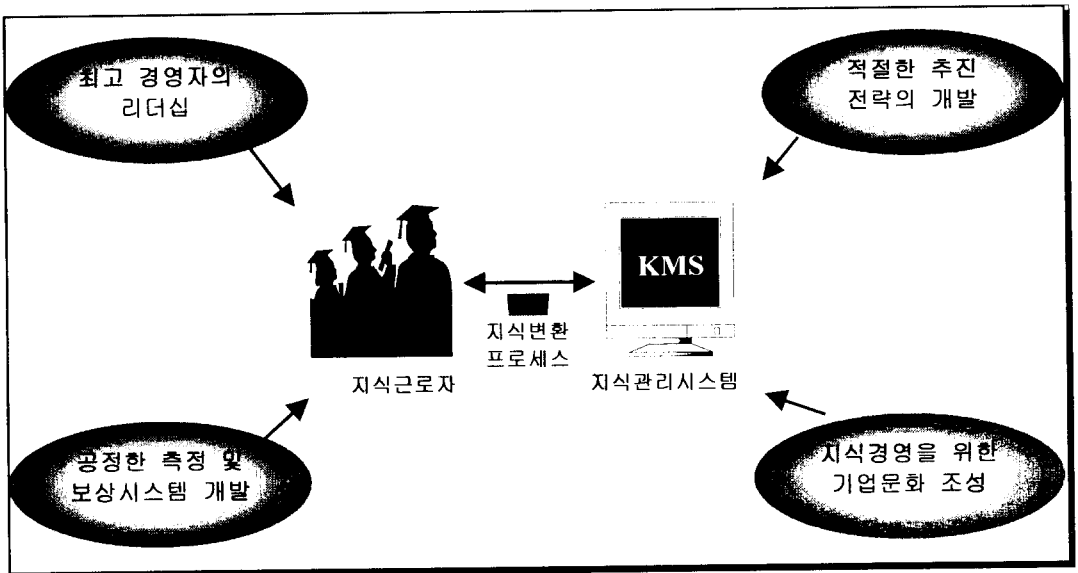 최고 경영자의
리더십
적절한 추진
전략의 개발
KMS
지식변환
프로세스
지식근로자
지식관리시스템
공정한 측정 및
보상시스템 개발
지식경영을 위한
기업문화 조성